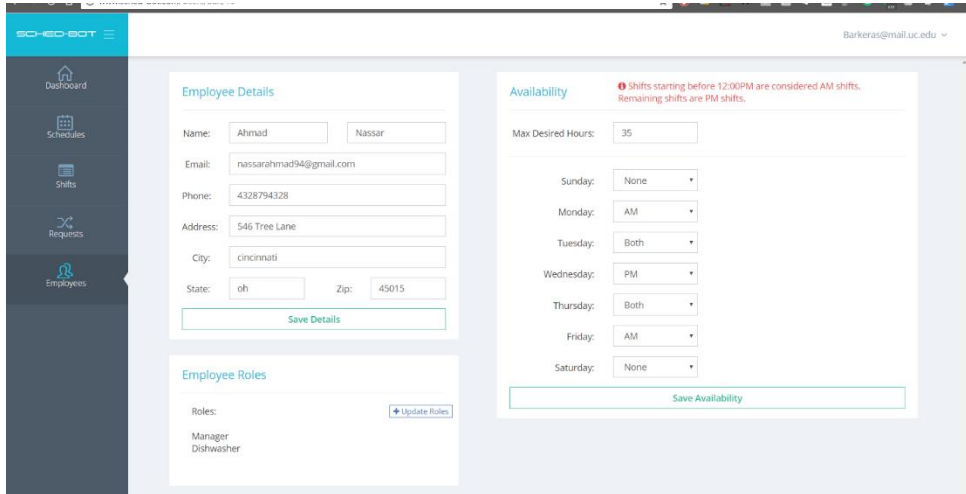 SCHED-BOT
Barkeras@mail.uc.edu
Dashboard
Schedules
Shifts
Requests
Employees
Employee Details
Name: Ahmad Nassar
Email: nassarahmad94@gmail.com
Phone: 4328794328
Address: 546 Tree Lane
City: cincinnati
State: oh Zip: 45015
Save Details
Employee Roles
Roles: + Update Roles
Manager
Dishwasher
Availability
Shifts starting before 12:00PM are considered AM shifts.
Remaining shifts are PM shifts.
Max Desired Hours: 35
Sunday: None
Monday: AM
Tuesday: Both
Wednesday: PM
Thursday: Both
Friday: AM
Saturday: None
Save Availability